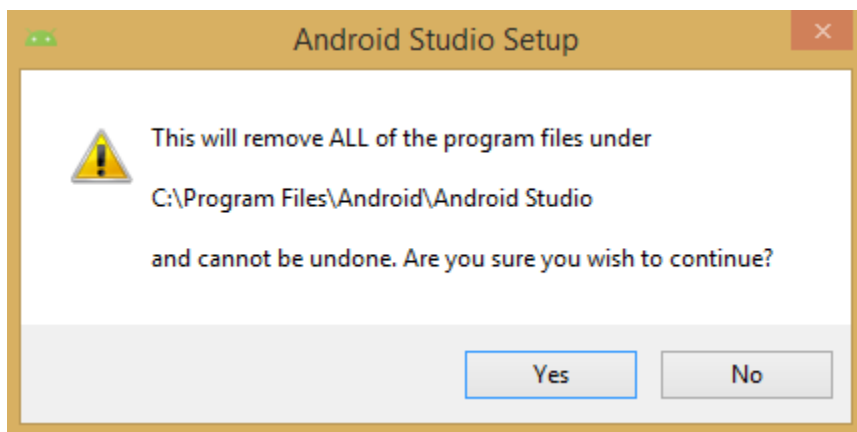 Android Studio Setup
This will remove ALL of the program files under
C:\Program Files\Android\Android Studio
and cannot be undone. Are you sure you wish to continue?
Yes
No